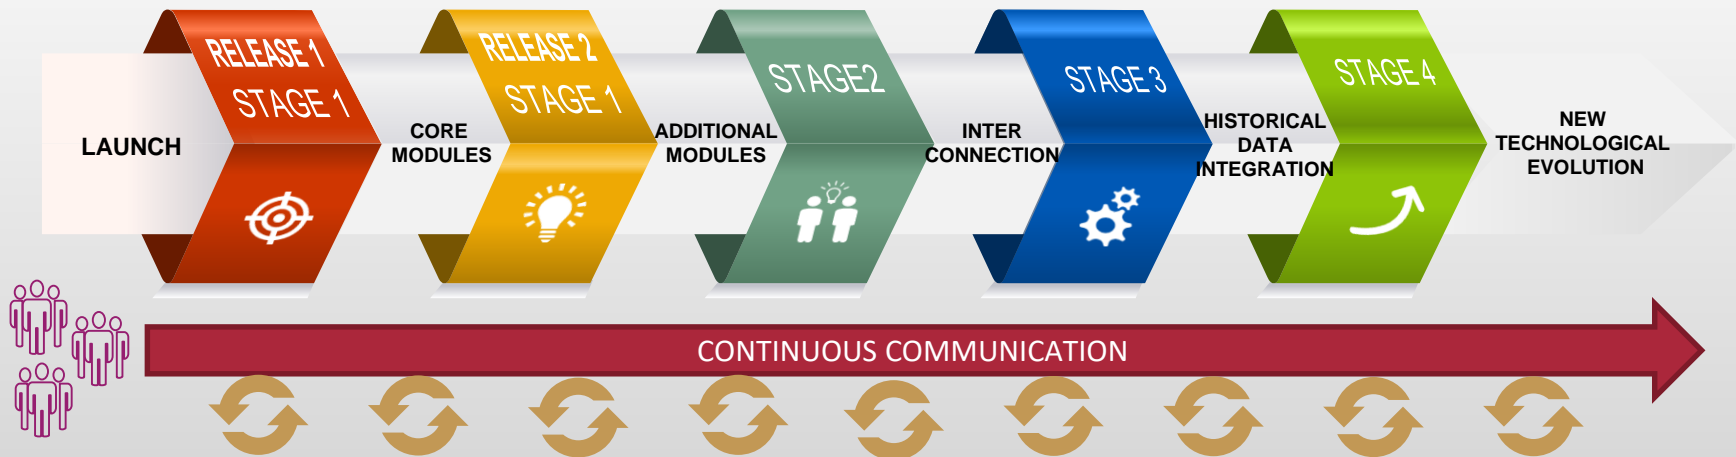 LAUNCH
RELEASE 1
STAGE 1
CORE
MODULES
RELEASE 2
STAGE 1
ADDITIONAL
MODULES
STAGE2
INTER
CONNECTION
STAGE 3
HISTORICAL
DATA
INTEGRATION
STAGE 4
NEW
TECHNOLOGICAL
EVOLUTION
CONTINUOUS COMMUNICATION